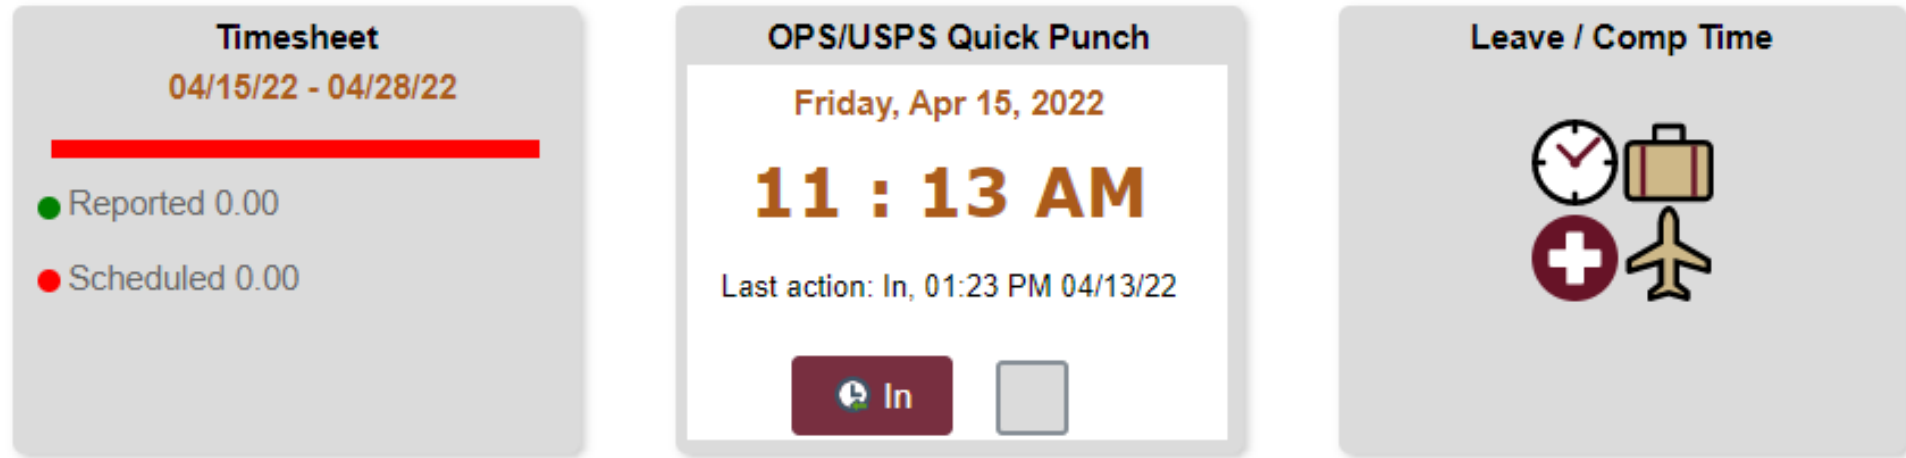 Timesheet
04/15/22 - 04/28/22
Reported 0.00
Scheduled 0.00
OPS/USPS Quick Punch
Friday, Apr 15, 2022
11 : 13 AM
Last action: In, 01:23 PM 04/13/22
In
Leave / Comp Time